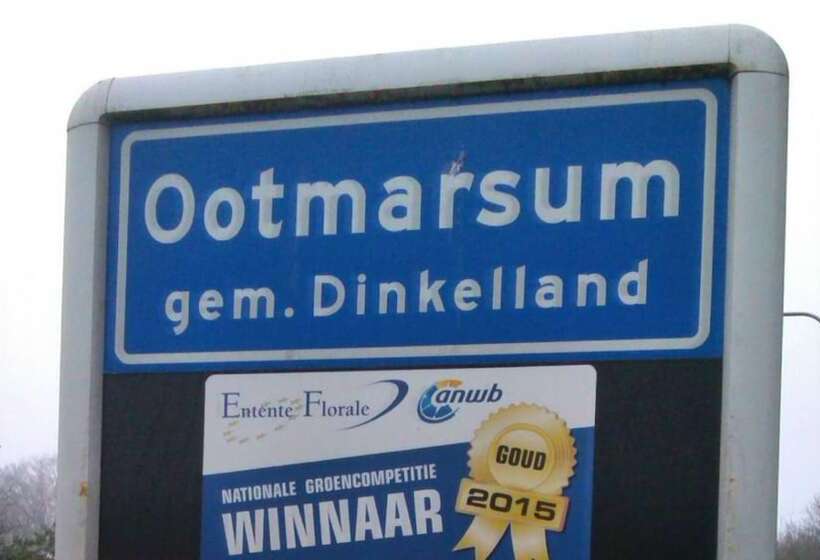 Ootmarsum
gem. Dinkelland
Entente Florale anwb
NATIONALE GROENCOMPETITIE
WINNAAR
GOUD
2015